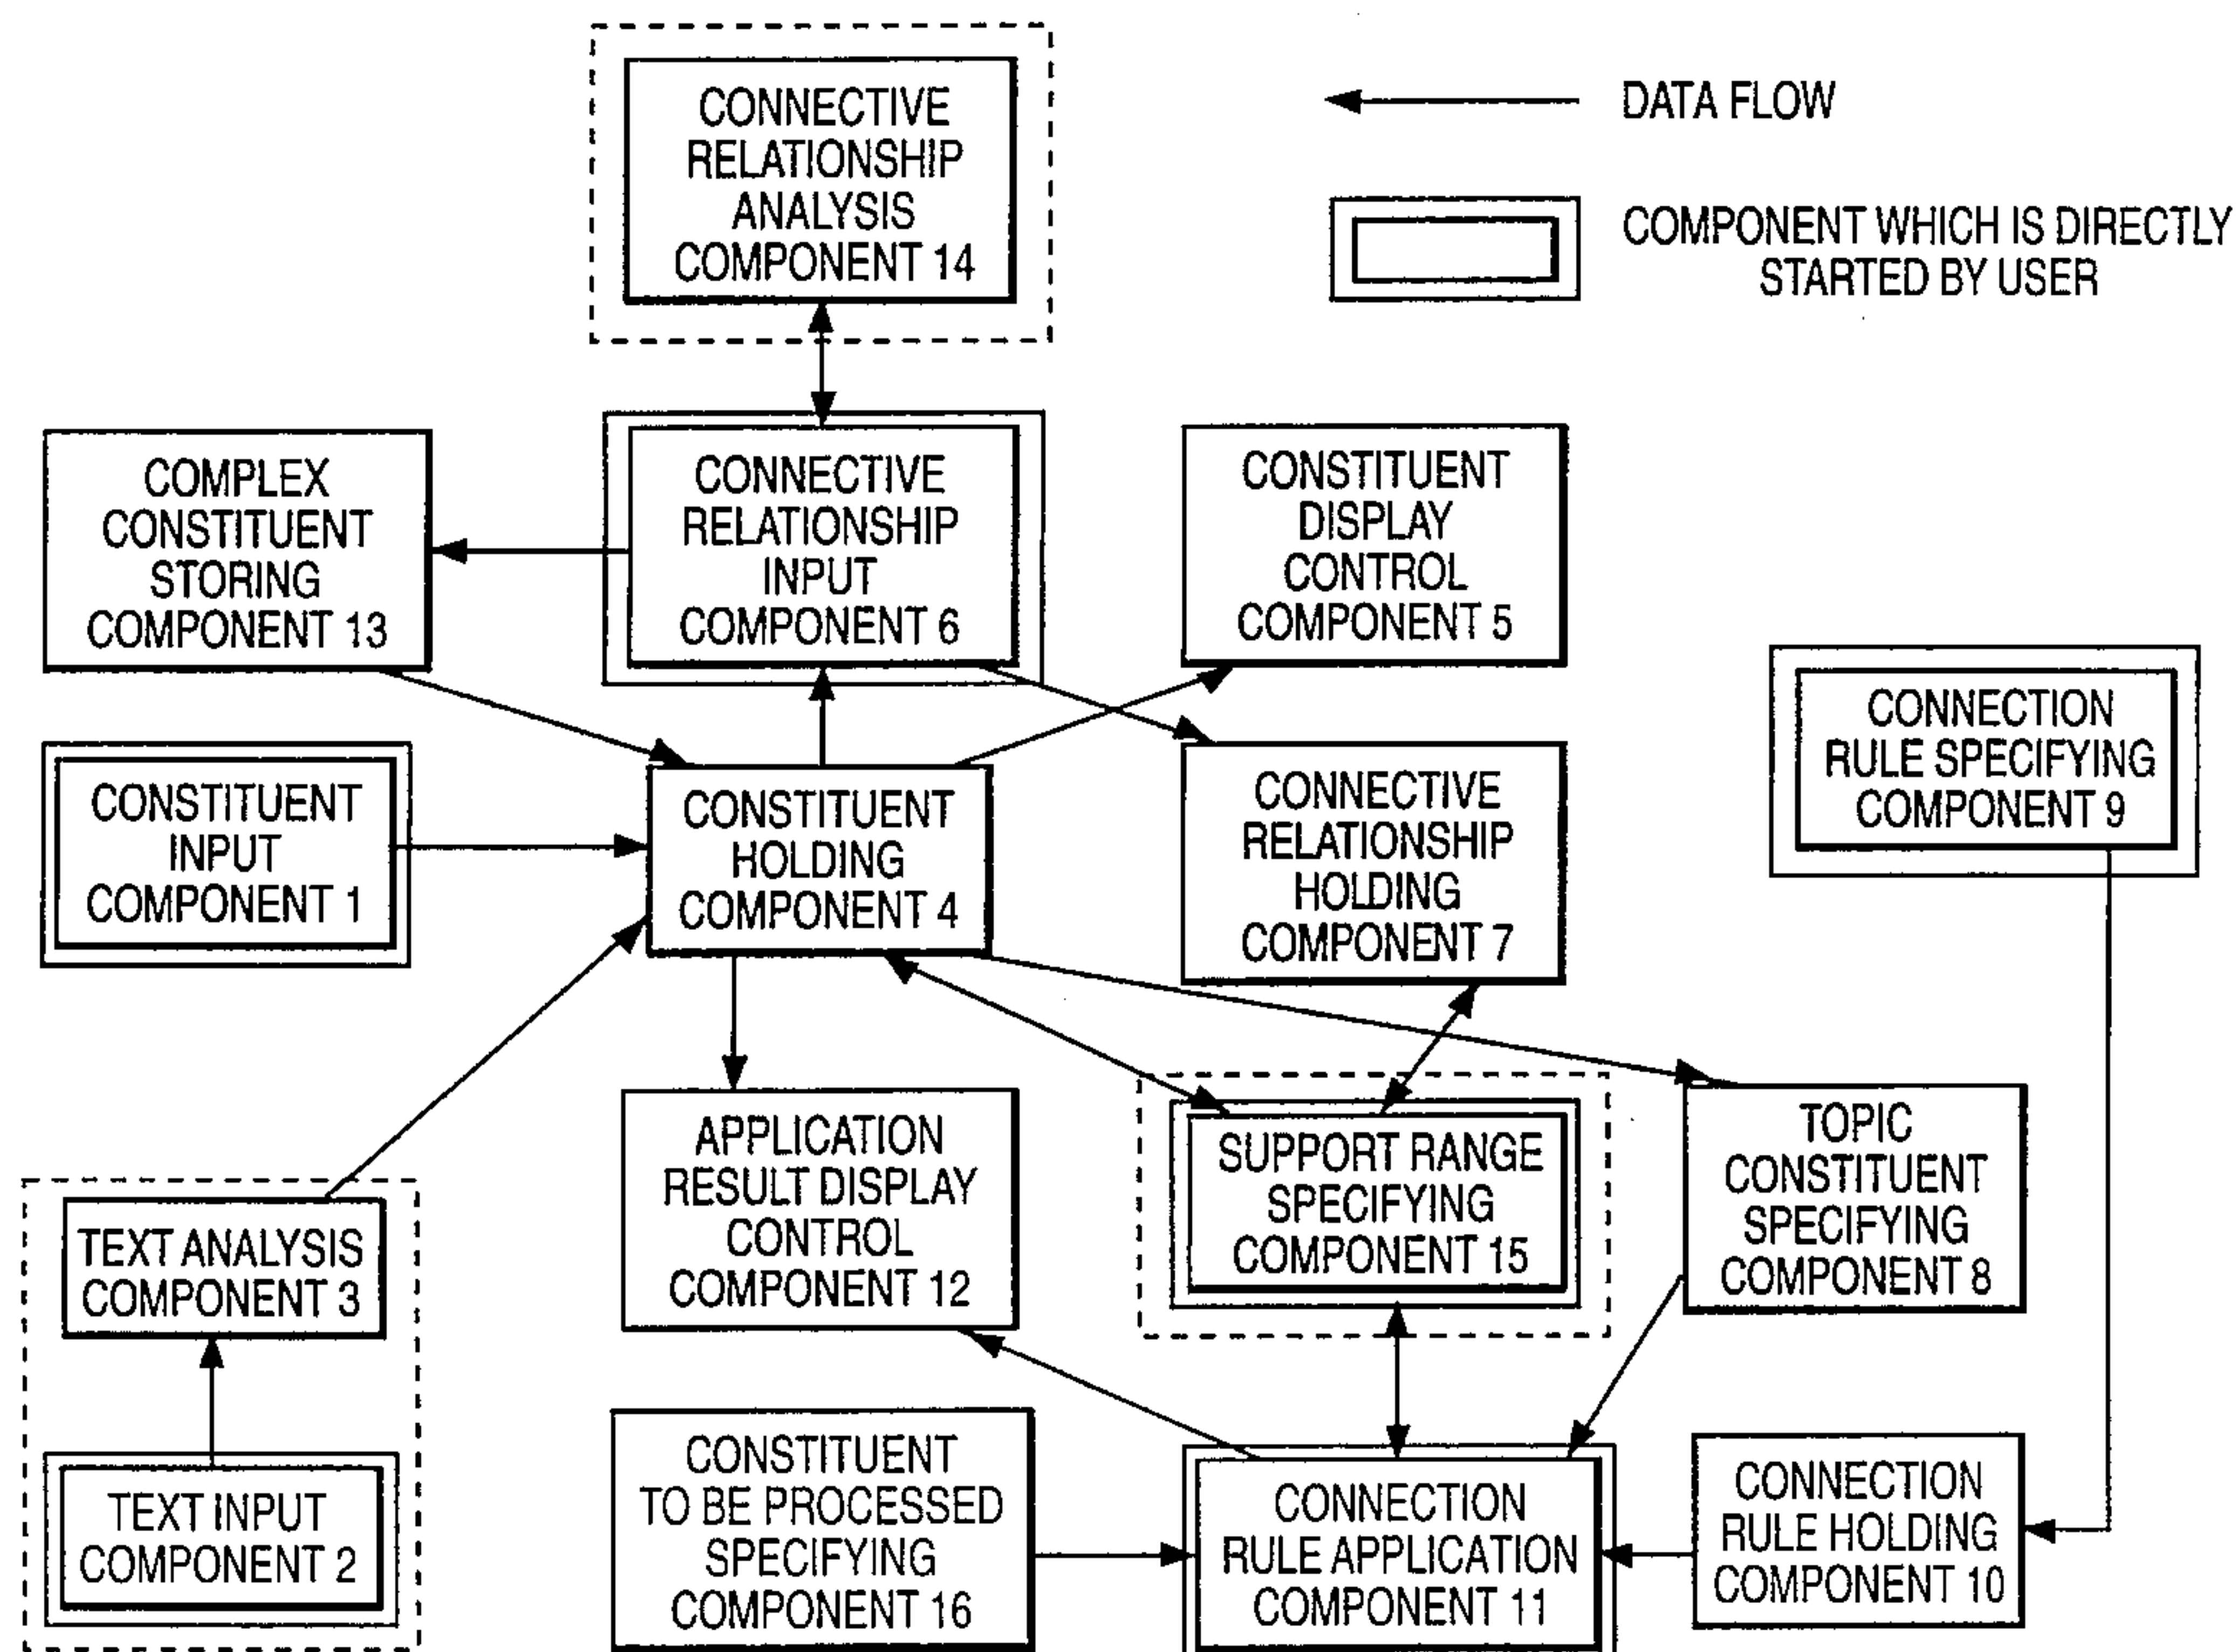 CONNECTIVE
RELATIONSHIP
ANALYSIS
COMPONENT 14
DATA FLOW
COMPONENT WHICH IS DIRECTLY
STARTED BY USER
COMPLEX
CONSTITUENT
STORING
COMPONENT 13
CONNECTIVE
RELATIONSHIP
INPUT
COMPONENT 6
CONSTITUENT
DISPLAY
CONTROL
COMPONENT 5
CONNECTION
RULE SPECIFYING
COMPONENT 9
CONSTITUENT
INPUT
COMPONENT 1
CONSTITUENT
HOLDING
COMPONENT 4
CONNECTIVE
RELATIONSHIP
HOLDING
COMPONENT 7
TEXT ANALYSIS
COMPONENT 3
APPLICATION
RESULT DISPLAY
CONTROL
COMPONENT 12
SUPPORT RANGE
SPECIFYING
COMPONENT 15
TOPIC
CONSTITUENT
SPECIFYING
COMPONENT 8
TEXT INPUT
COMPONENT 2
CONSTITUENT
TO BE PROCESSED
SPECIFYING
COMPONENT 16
CONNECTION
RULE APPLICATION
COMPONENT 11
CONNECTION
RULE HOLDING
COMPONENT 10